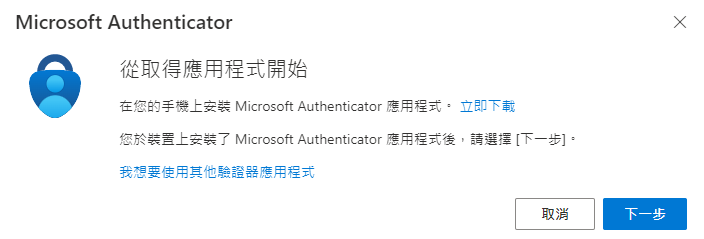 Microsoft Authenticator
從取得應用程式開始
在您的手機上安裝 Microsoft Authenticator 應用程式。 立即下載
您於裝置上安裝了 Microsoft Authenticator 應用程式後，請選擇 [下一步]。
我想要使用其他驗證器應用程式
取消
下一步